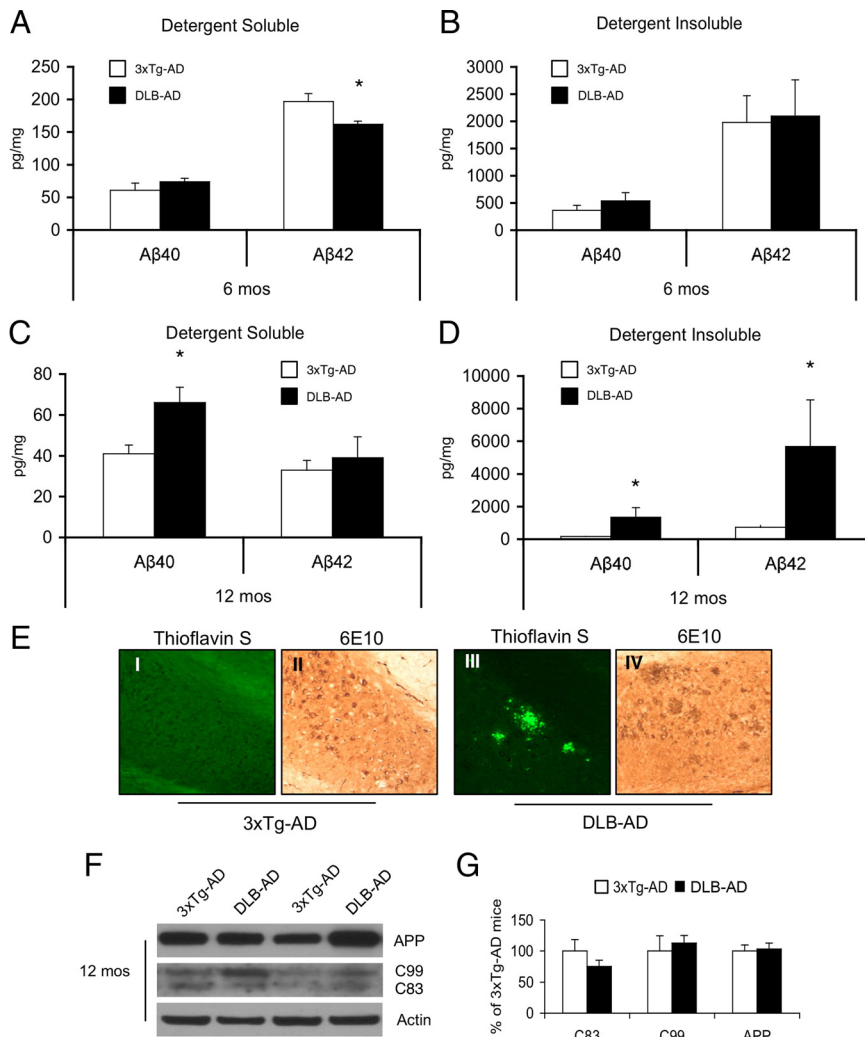 A
Detergent Soluble
250
200
150
100
50
0
pg/mg
3xTg-AD
DLB-AD
*
Aβ40
Aβ42
6 mos
B
Detergent Insoluble
3000
2500
2000
1500
1000
500
0
pg/mg
3xTg-AD
DLB-AD
Aβ40
Aβ42
6 mos
C
Detergent Soluble
80
60
40
20
0
pg/mg
*
3xTg-AD
DLB-AD
Aβ40
Aβ42
12 mos
D
Detergent Insoluble
10000
8000
6000
4000
2000
0
pg/mg
3xTg-AD
DLB-AD
*
*
Aβ40
Aβ42
12 mos
E
Thioflavin S
6E10
Thioflavin S
6E10
I
II
III
IV
3xTg-AD
DLB-AD
F
3xTg-AD
DLB-AD
3xTg-AD
DLB-AD
12 mos
APP
C99
C83
Actin
G
3xTg-AD
DLB-AD
% of 3xTg-AD mice
150
100
50
0
C83
C99
APP